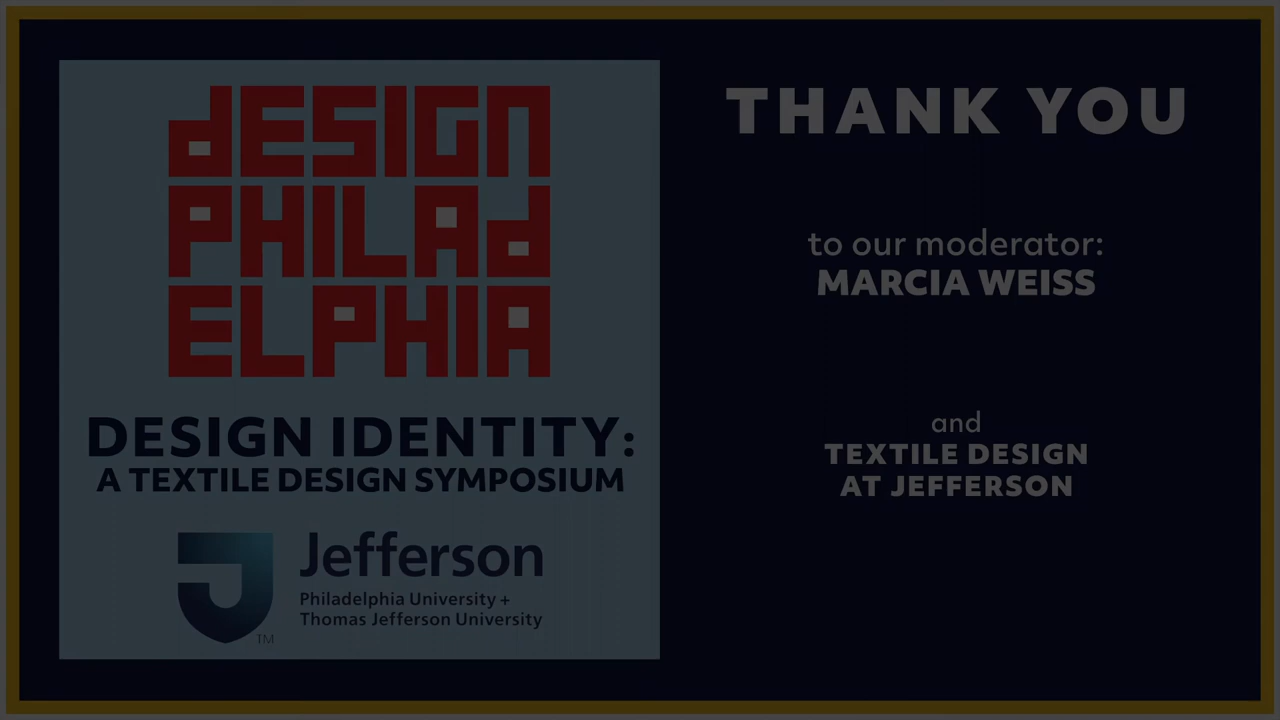 dESIGN
PHILAd
ELPHIA
DESIGN IDENTITY:
A TEXTILE DESIGN SYMPOSIUM
Jefferson
Philadelphia University +
Thomas Jefferson University
TM
THANK YOU
to our moderator:
MARCIA WEISS
and
TEXTILE DESIGN
AT JEFFERSON